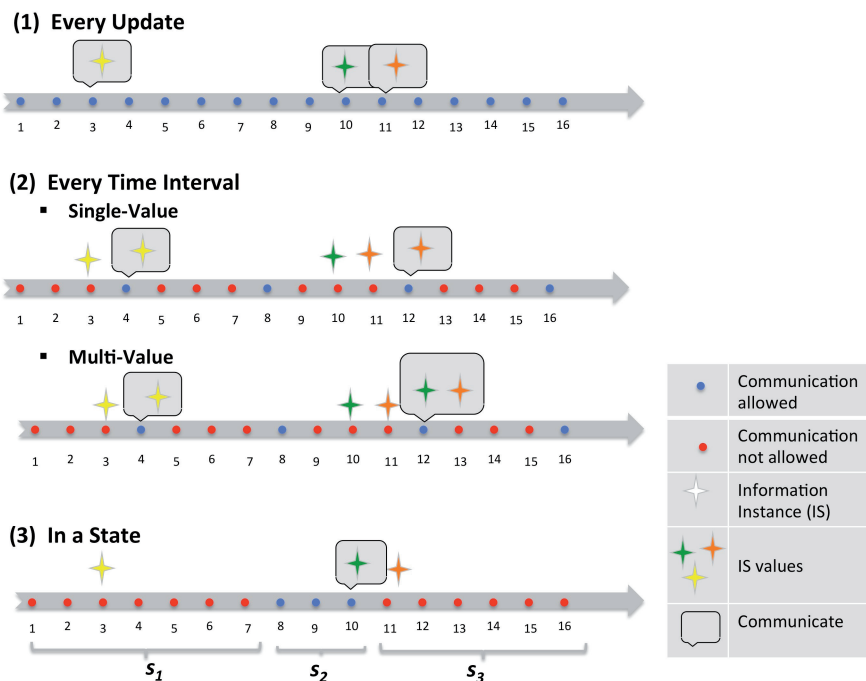 (1) Every Update
1 2 3 4 5 6 7 8 9 10 11 12 13 14 15 16
(2) Every Time Interval
▪ Single-Value
1 2 3 4 5 6 7 8 9 10 11 12 13 14 15 16
▪ Multi-Value
1 2 3 4 5 6 7 8 9 10 11 12 13 14 15 16
(3) In a State
1 2 3 4 5 6 7 8 9 10 11 12 13 14 15 16
s1 s2 s3
Communication
allowed
Communication
not allowed
Information
Instance (IS)
IS values
Communicate